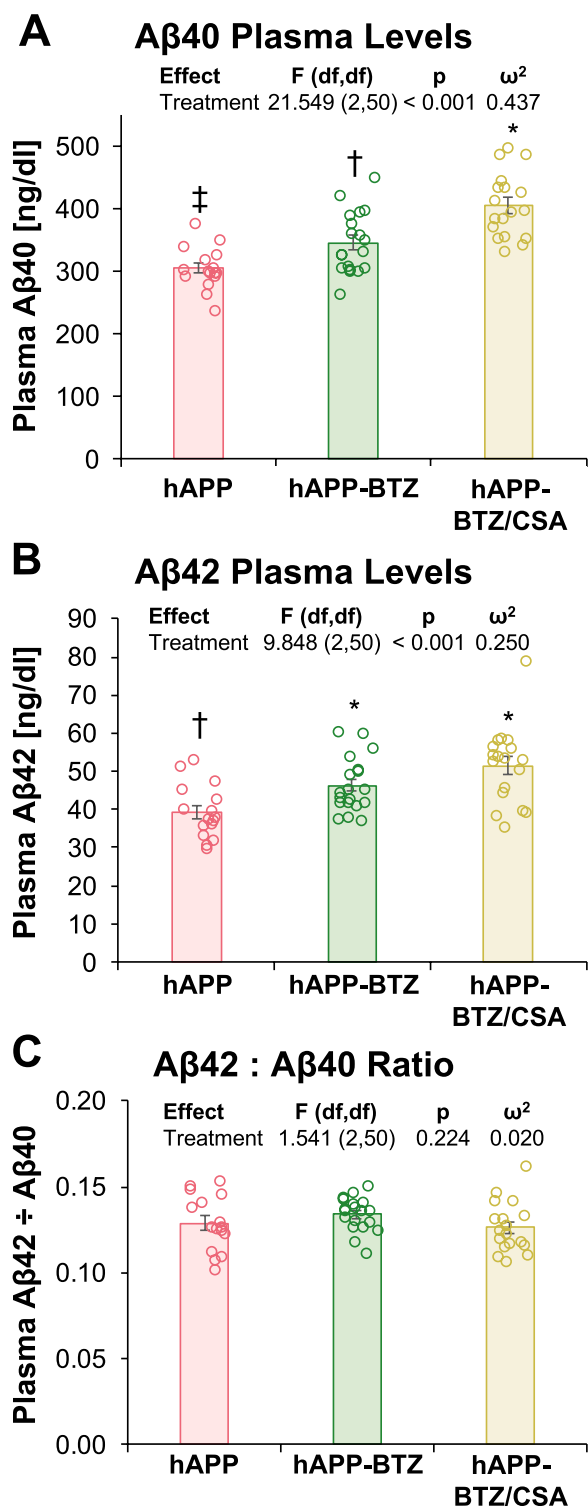 A
Aβ40 Plasma Levels
Effect F (df,df) p ω²
Treatment 21.549 (2,50) < 0.001 0.437
Plasma Aβ40 [ng/dl]
500
400
300
200
100
0
‡
†
*
hAPP
hAPP-BTZ
hAPP-
BTZ/CSA
B
Aβ42 Plasma Levels
Effect F (df,df) p ω²
Treatment 9.848 (2,50) < 0.001 0.250
Plasma Aβ42 [ng/dl]
90
80
70
60
50
40
30
20
10
0
†
*
*
hAPP
hAPP-BTZ
hAPP-
BTZ/CSA
C
Aβ42 : Aβ40 Ratio
Effect F (df,df) p ω²
Treatment 1.541 (2,50) 0.224 0.020
Plasma Aβ42 ÷ Aβ40
0.20
0.15
0.10
0.05
0.00
hAPP
hAPP-BTZ
hAPP-
BTZ/CSA